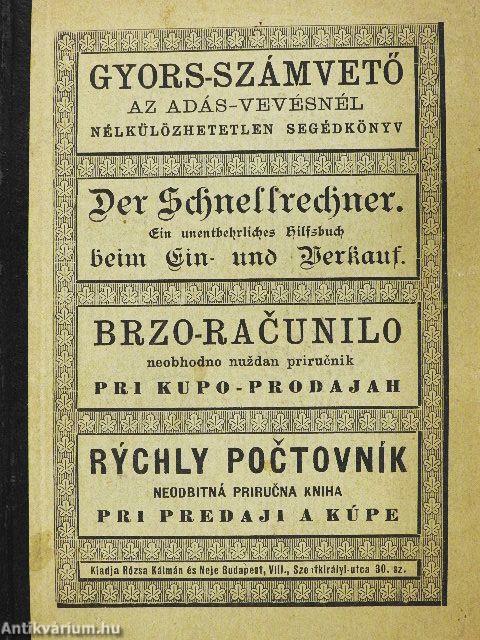 GYORS-SZÁMVETŐ
AZ ADÁS-VEVÉSNÉL
NÉLKÜLÖZHETETLEN SEGÉDKÖNYV
Der Schnellrechner.
Ein unentbehrliches Hilfsbuch
beim Ein- und Verkauf.
BRZO-RAČUNILO
neobhodno nuždan priručnik
PRI KUPO-PRODAJAH
RÝCHLY POČTOVNÍK
NEODBITNÁ PRIRUČNA KNIHA
PRI PREDAJI A KÚPE
Kiadja Rózsa Kálmán és Neje Budapest, VIII., Szentkirályi-utca 30. sz.
Antikvárium.hu